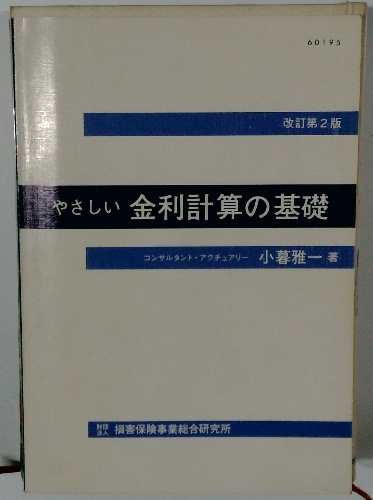 60195
改訂第2版
やさしい 金利計算の基礎
コンサルタント・アクチュアリー 小暮雅一 著
財団法人 損害保険事業総合研究所